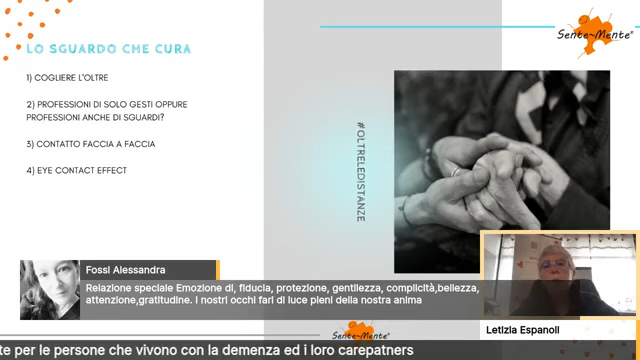 LO SGUARDO CHE CURA
Sente~Mente®
1) COGLIERE L'OLTRE
2) PROFESSIONI DI SOLO GESTI OPPURE
PROFESSIONI ANCHE DI SGUARDI?
3) CONTATTO FACCIA A FACCIA
4) EYE CONTACT EFFECT
#OLTRELEDISTANZE
Fossi Alessandra
Relazione speciale Emozione di, fiducia, protezione, gentilezza, complicità,bellezza,
attenzione,gratitudine. I nostri occhi fari di luce pieni della nostra anima
Letizia Espanoli
Sente~Mente®
te per le persone che vivono con la demenza ed i loro carepatners